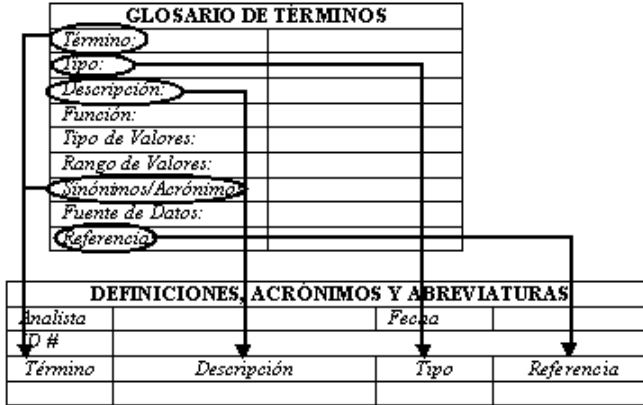 GLOSARIO DE TÉRMINOS
Término:
Tipo:
Descripción:
Función:
Tipo de Valores:
Rango de Valores:
Sinónimos/Acrónimo
Fuente de Datos:
Referencia
DEFINICIONES, ACRÓNIMOS Y ABREVIATURAS
Analista Fecha
ID #
Término Descripción Tipo Referencia